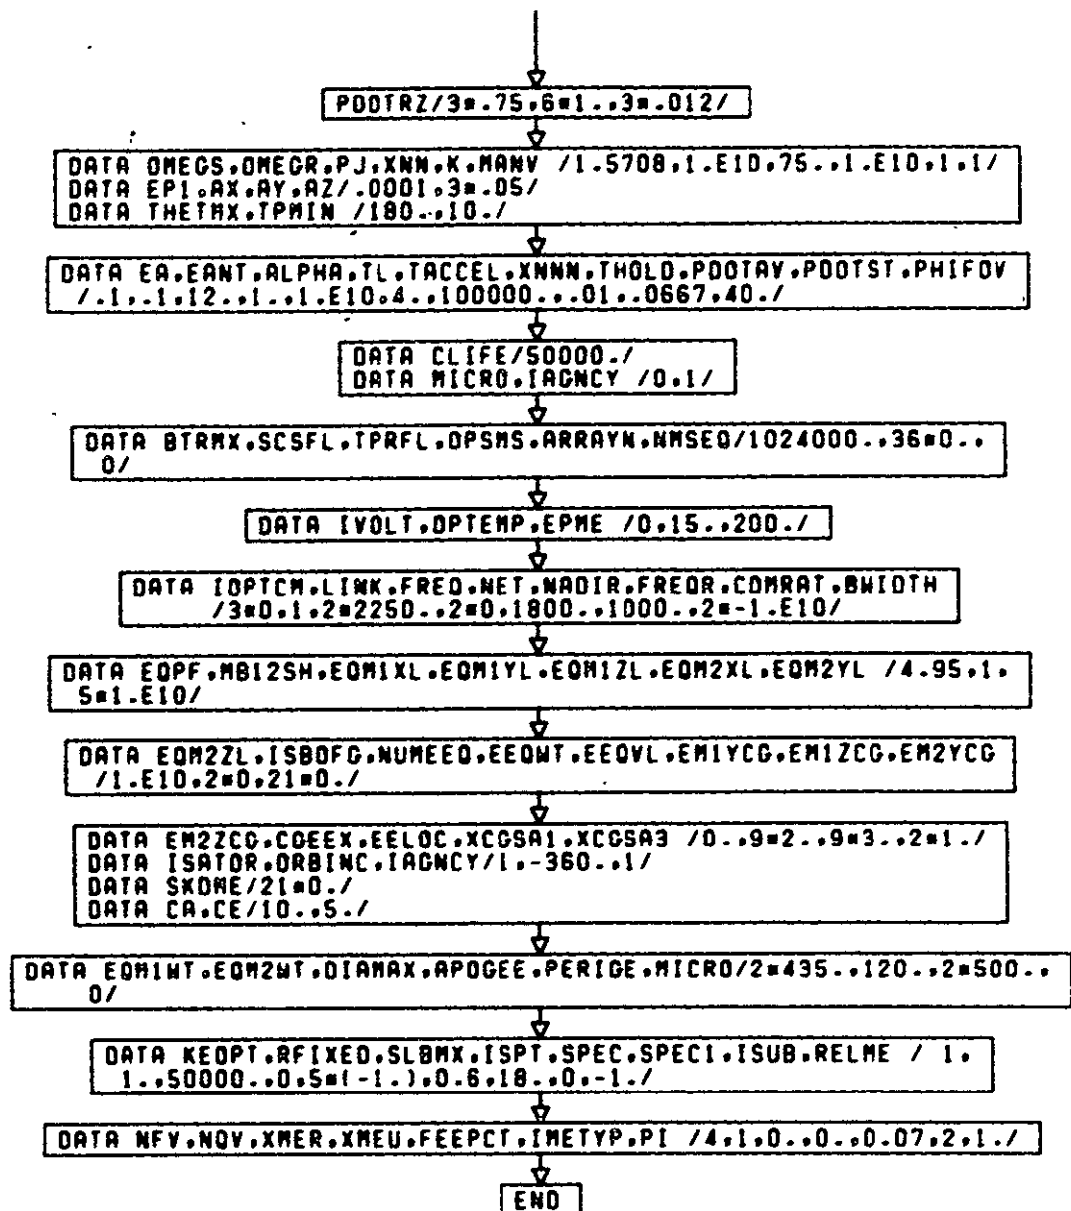 PDOTRZ/3*.75,6*1.,3*.012/
DATA OMEGS,OMEGR,PJ,XNN,K,MANV /1.5708,1.E10,75.,1.E10,1,1/
DATA EP1,AX,AY,AZ/.0001,3*.05/
DATA THETMX,TPMIN /180.,10./
DATA EA,EANT,ALPHA,TL,TACCEL,XNNN,THOLD,PDOTAV,PDOTST,PHIFOV
/.1,.1,12.,1.,1.E10,4.,100000.,.01,.0667,40./
DATA CLIFE/50000./
DATA MICRO,IAGNCY /0,1/
DATA BTRMX,SCSFL,TPRFL,OPSMS,ARRAYN,NMSEQ/1024000.,36*0.,
0/
DATA IVOLT,OPTEMP,EPME /0,15.,200./
DATA IOPTCM,LINK,FREQ,NET,NADIR,FREQR,COMRAT,BWIDTH
/3*0,1,2*2250.,2*0,1800.,1000.,2*-1.E10/
DATA EQPF,MBI2SH,EQM1XL,EQM1YL,EQM1ZL,EQM2XL,EQM2YL /4.95,1,
5*1.E10/
DATA EQM2ZL,ISBDFG,NUMEEQ,EEQWT,EEQVL,EM1YCG,EM1ZCG,EM2YCG
/1.E10,2*0,21*0./
DATA EM2ZCG,CGEEX,EELOC,XCGSA1,XCGSA3 /0.,9*2.,9*3.,2*1./
DATA ISATOR,ORBINC,IAGNCY/1,-360.,1/
DATA SKDME/21*0./
DATA CA,CE/10.,5./
DATA EQM1WT,EQM2WT,DIAMAX,APOGEE,PERIGE,MICRO/2*435.,120.,2*500.,
0/
DATA KEOPT,RFIXED,SLBMX,ISPT,SPEC,SPEC1,ISUB,RELME / 1,
1.,50000.,0,5*(-1.),0.6,18.,0,-1./
DATA NFV,NQV,XMER,XMEU,FEEPCT,IMETYP,PI /4,1,0.,0.,0.07,2,1./
END